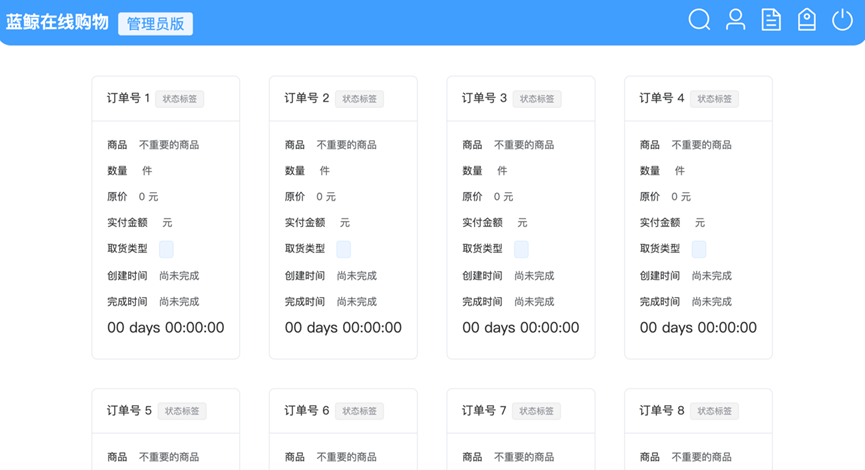 蓝鲸在线购物 管理员版
订单号 1 状态标签
商品 不重要的商品
数量 件
原价 0 元
实付金额 元
取货类型
创建时间 尚未完成
完成时间 尚未完成
00 days 00:00:00
订单号 2 状态标签
商品 不重要的商品
数量 件
原价 0 元
实付金额 元
取货类型
创建时间 尚未完成
完成时间 尚未完成
00 days 00:00:00
订单号 3 状态标签
商品 不重要的商品
数量 件
原价 0 元
实付金额 元
取货类型
创建时间 尚未完成
完成时间 尚未完成
00 days 00:00:00
订单号 4 状态标签
商品 不重要的商品
数量 件
原价 0 元
实付金额 元
取货类型
创建时间 尚未完成
完成时间 尚未完成
00 days 00:00:00
订单号 5 状态标签
商品 不重要的商品
订单号 6 状态标签
商品 不重要的商品
订单号 7 状态标签
商品 不重要的商品
订单号 8 状态标签
商品 不重要的商品